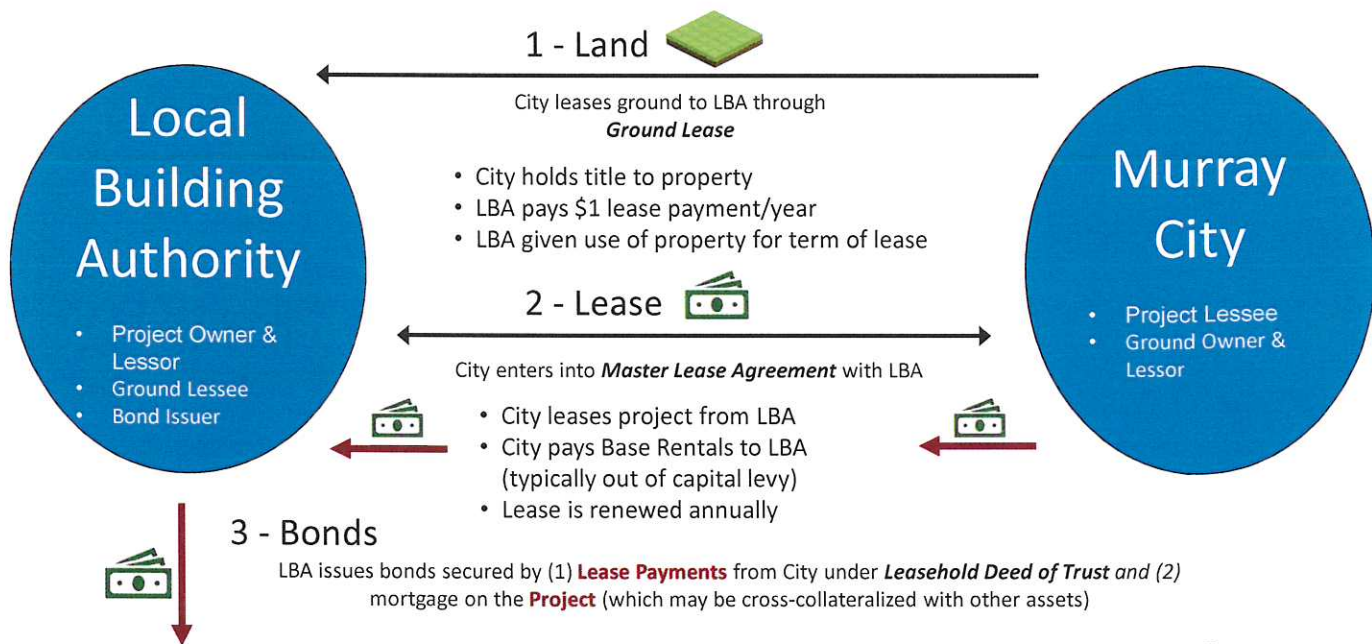 1 - Land
City leases ground to LBA through
Ground Lease
• City holds title to property
• LBA pays $1 lease payment/year
• LBA given use of property for term of lease
Local
Building
Authority
• Project Owner &
Lessor
• Ground Lessee
• Bond Issuer
Murray
City
• Project Lessee
• Ground Owner &
Lessor
2 - Lease
City enters into Master Lease Agreement with LBA
• City leases project from LBA
• City pays Base Rentals to LBA
(typically out of capital levy)
• Lease is renewed annually
3 - Bonds
LBA issues bonds secured by (1) Lease Payments from City under Leasehold Deed of Trust and (2)
mortgage on the Project (which may be cross-collateralized with other assets)